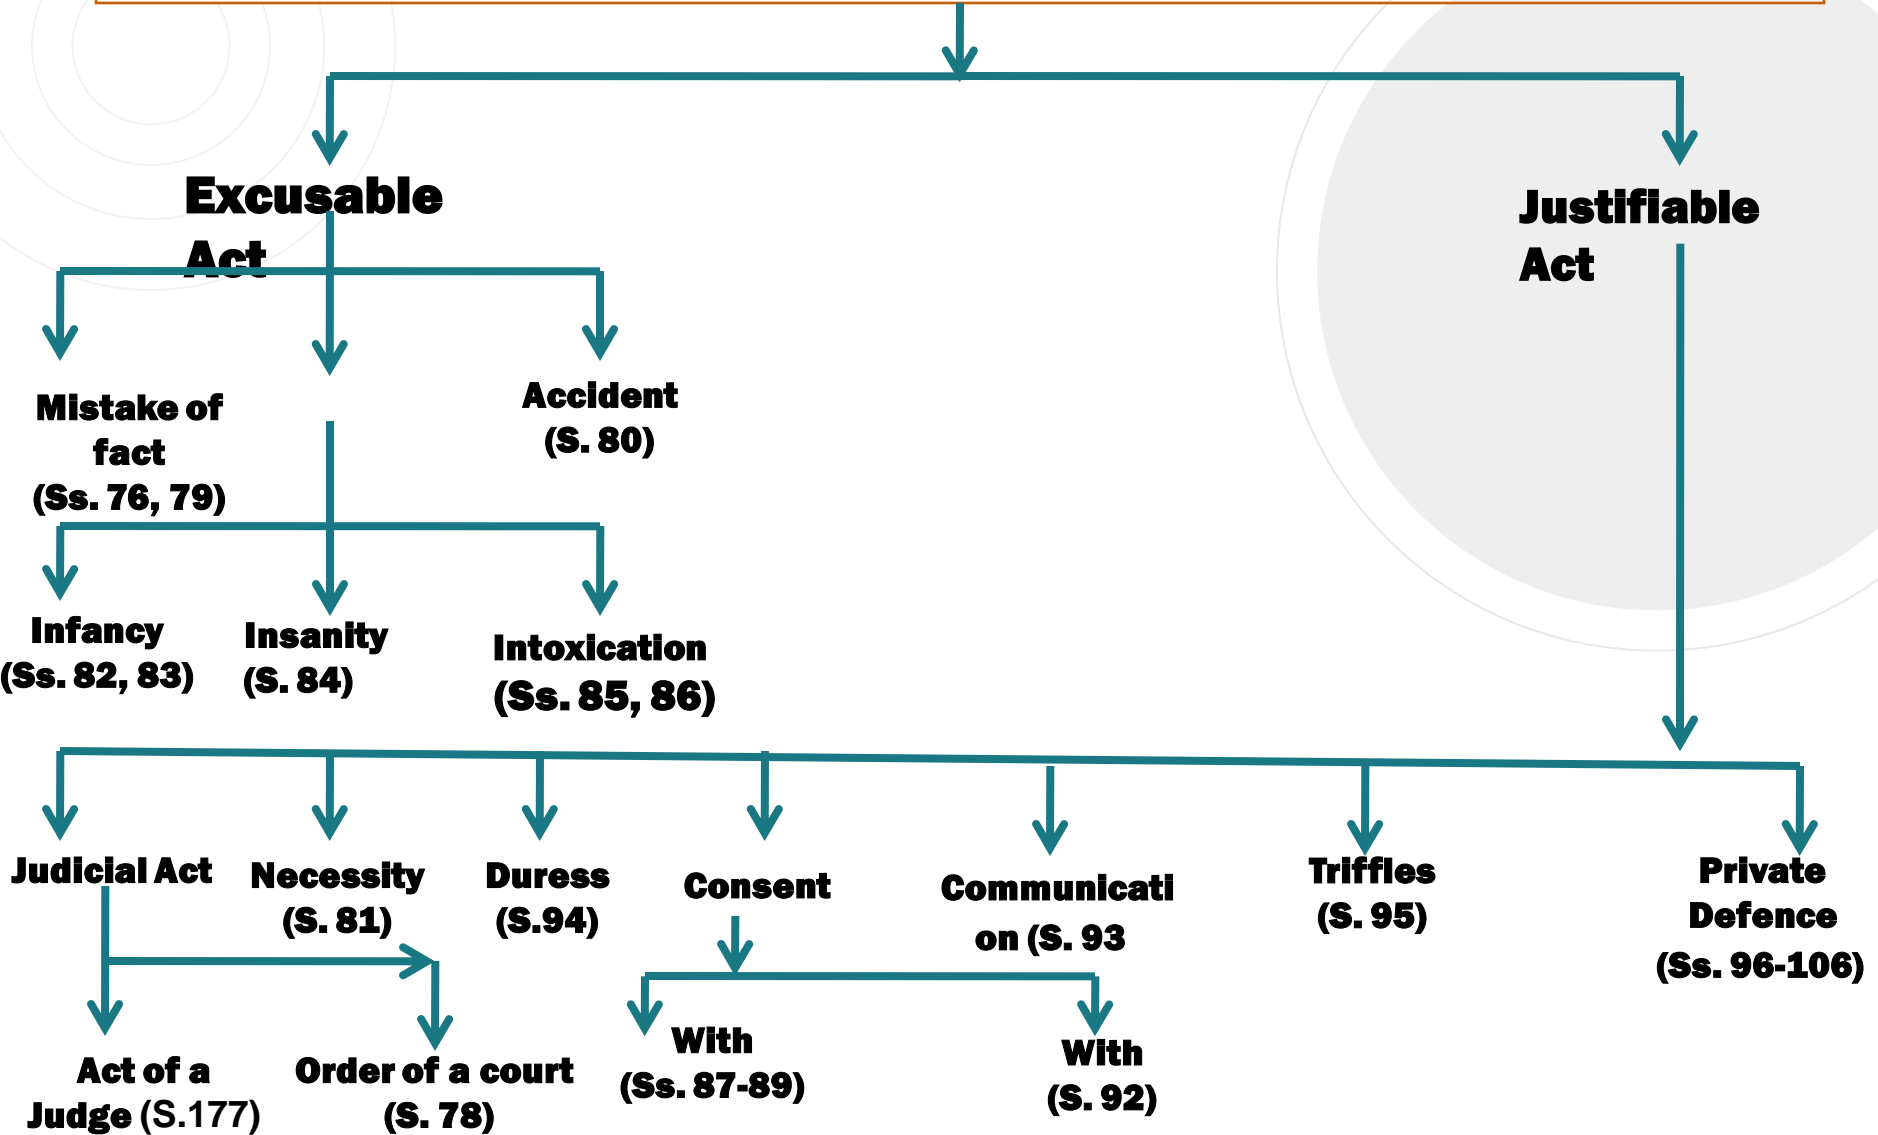 Excusable
Act
Justifiable
Act
Mistake of
fact
(Ss. 76, 79)
Accident
(S. 80)
Infancy
(Ss. 82, 83)
Insanity
(S. 84)
Intoxication
(Ss. 85, 86)
Judicial Act
Necessity
(S. 81)
Duress
(S.94)
Consent
Communicati
on (S. 93
Triffles
(S. 95)
Private
Defence
(Ss. 96-106)
Act of a
Judge (S.177)
Order of a court
(S. 78)
With
(Ss. 87-89)
With
(S. 92)